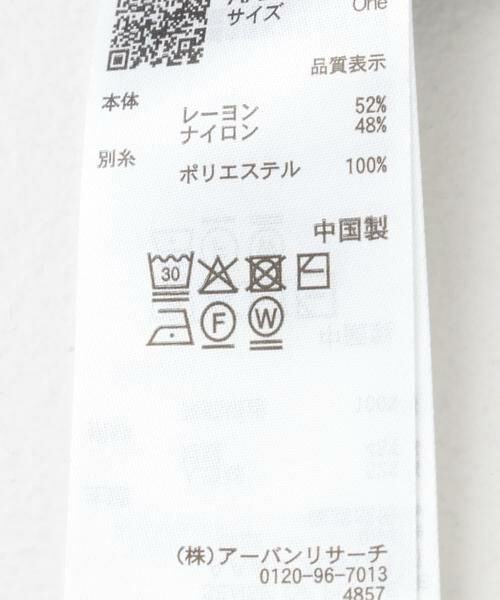 サイズ
One
品質表示
本体
レーヨン 52%
ナイロン 48%
別糸
ポリエステル 100%
中国製
30
F W
(株)アーバンリサーチ
0120-96-7013
4857